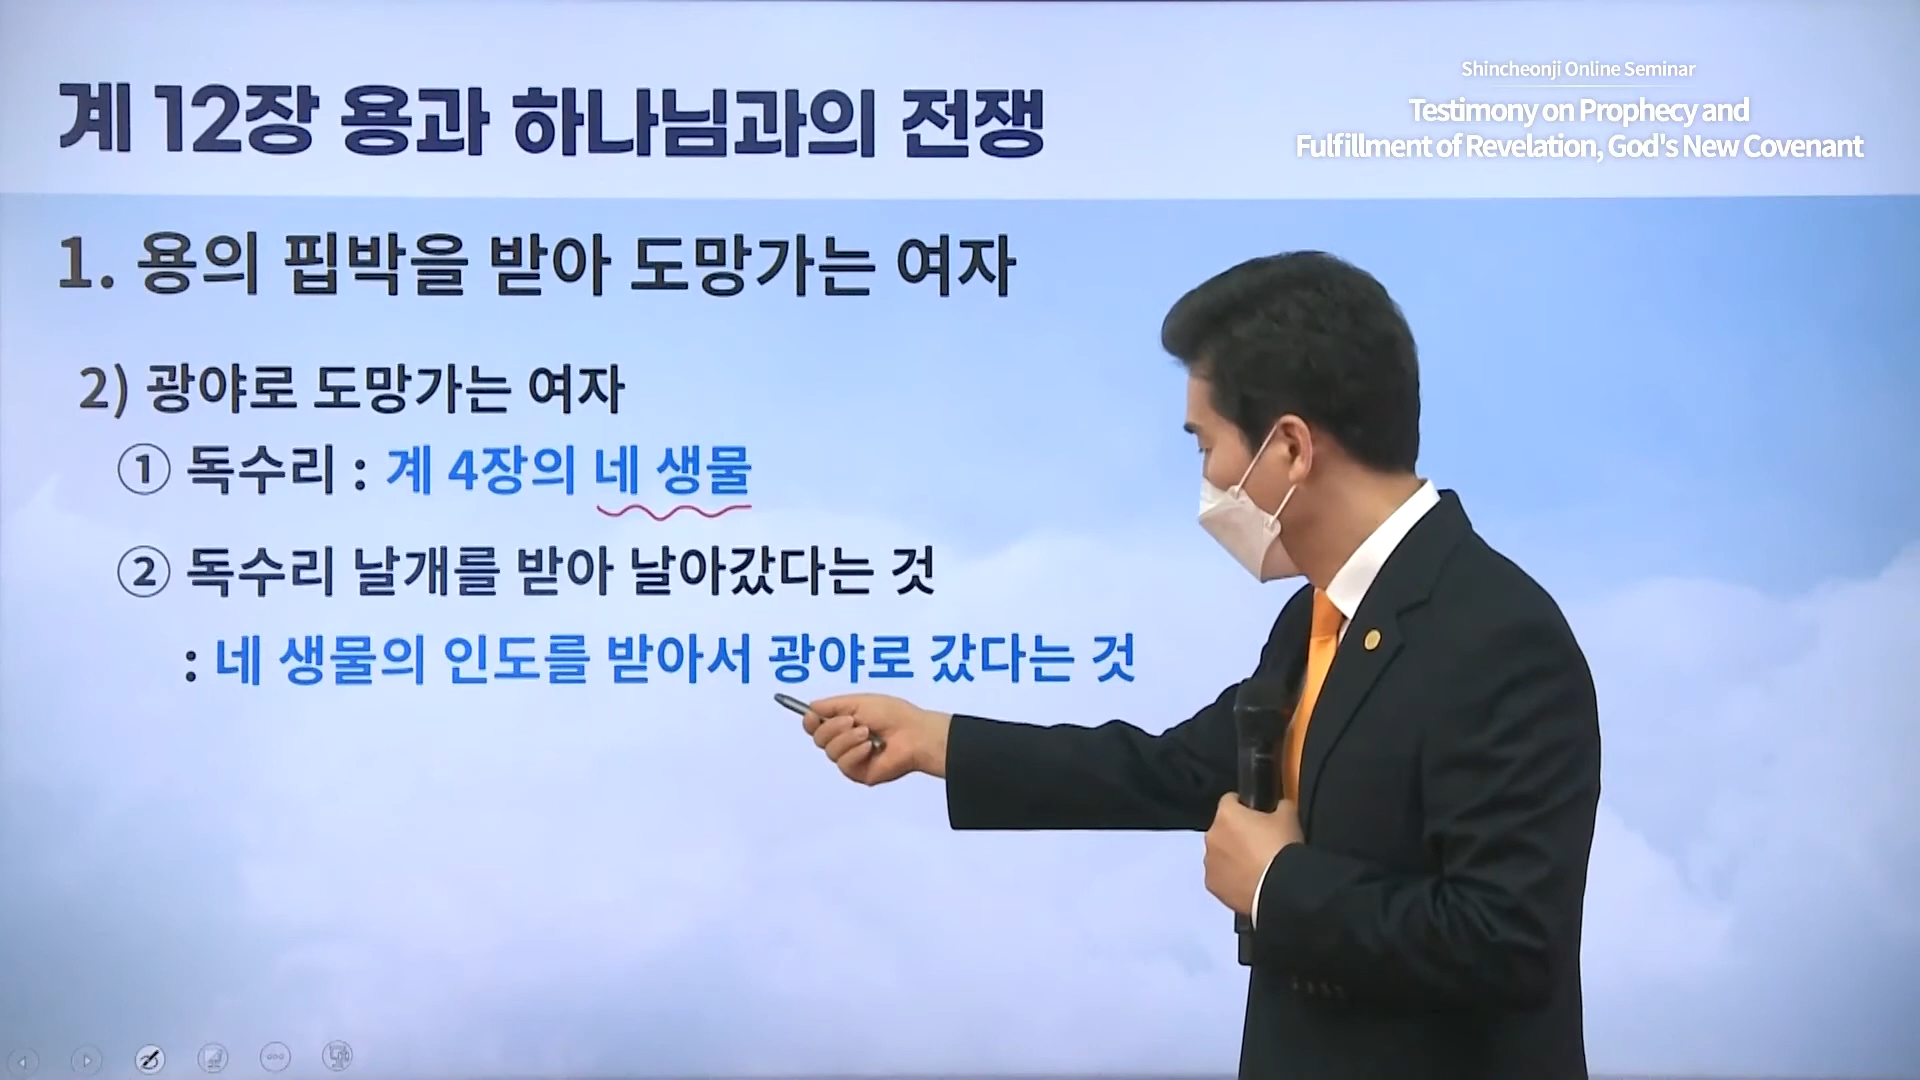 계 12장 용과 하나님과의 전쟁
Shincheonji Online Seminar
Testimony on Prophecy and
Fulfillment of Revelation, God's New Covenant
1. 용의 핍박을 받아 도망가는 여자
2) 광야로 도망가는 여자
① 독수리 : 계 4장의 네 생물
② 독수리 날개를 받아 날아갔다는 것
: 네 생물의 인도를 받아서 광야로 갔다는 것